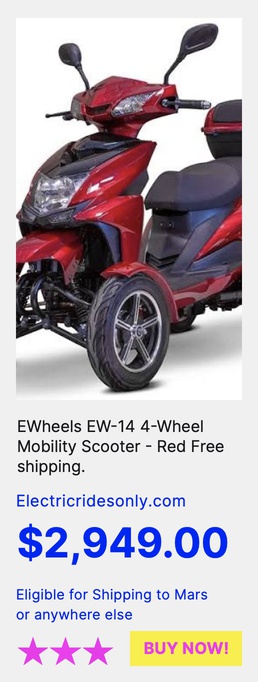 EWheels EW-14 4-Wheel
Mobility Scooter - Red Free
shipping.
Electricridesonly.com
$2,949.00
Eligible for Shipping to Mars
or anywhere else
BUY NOW!